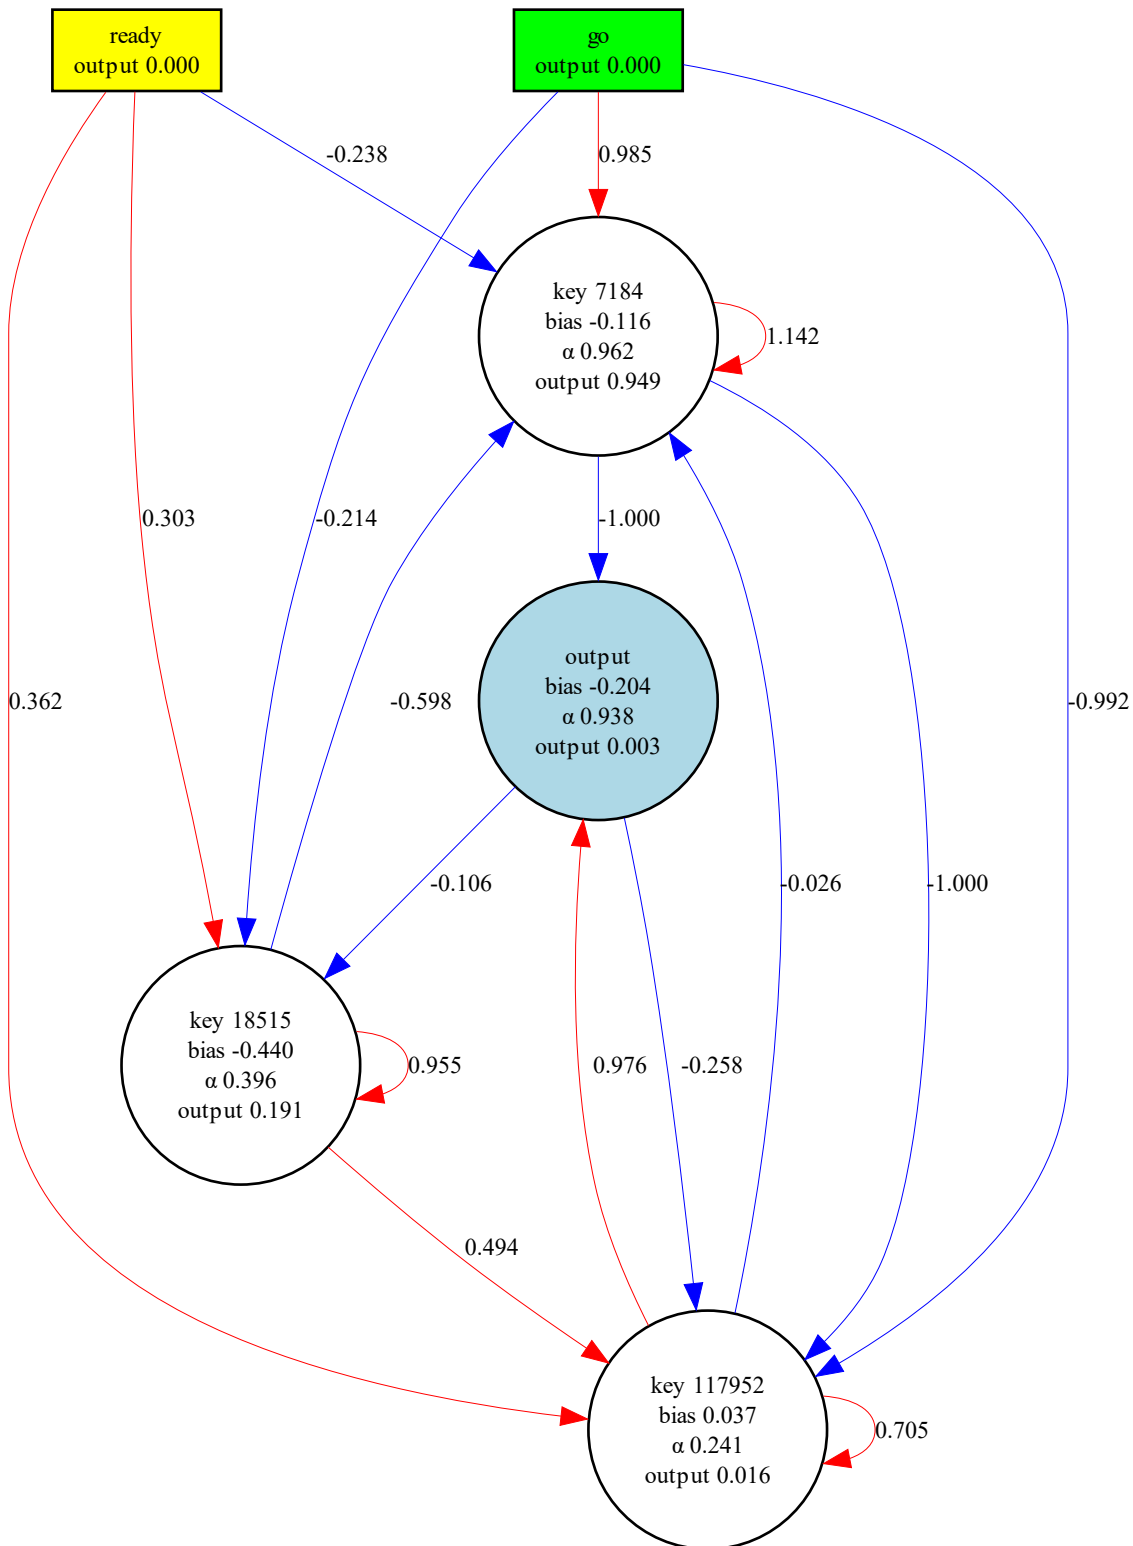 ready
output 0.000
go
output 0.000
-0.238
0.985
key 7184
bias -0.116
α 0.962
output 0.949
1.142
0.303
-0.214
-1.000
output
bias -0.204
α 0.938
output 0.003
0.362
-0.598
-0.992
-0.106
-0.026
-1.000
key 18515
bias -0.440
α 0.396
output 0.191
0.955
0.976
-0.258
0.494
key 117952
bias 0.037
α 0.241
output 0.016
0.705